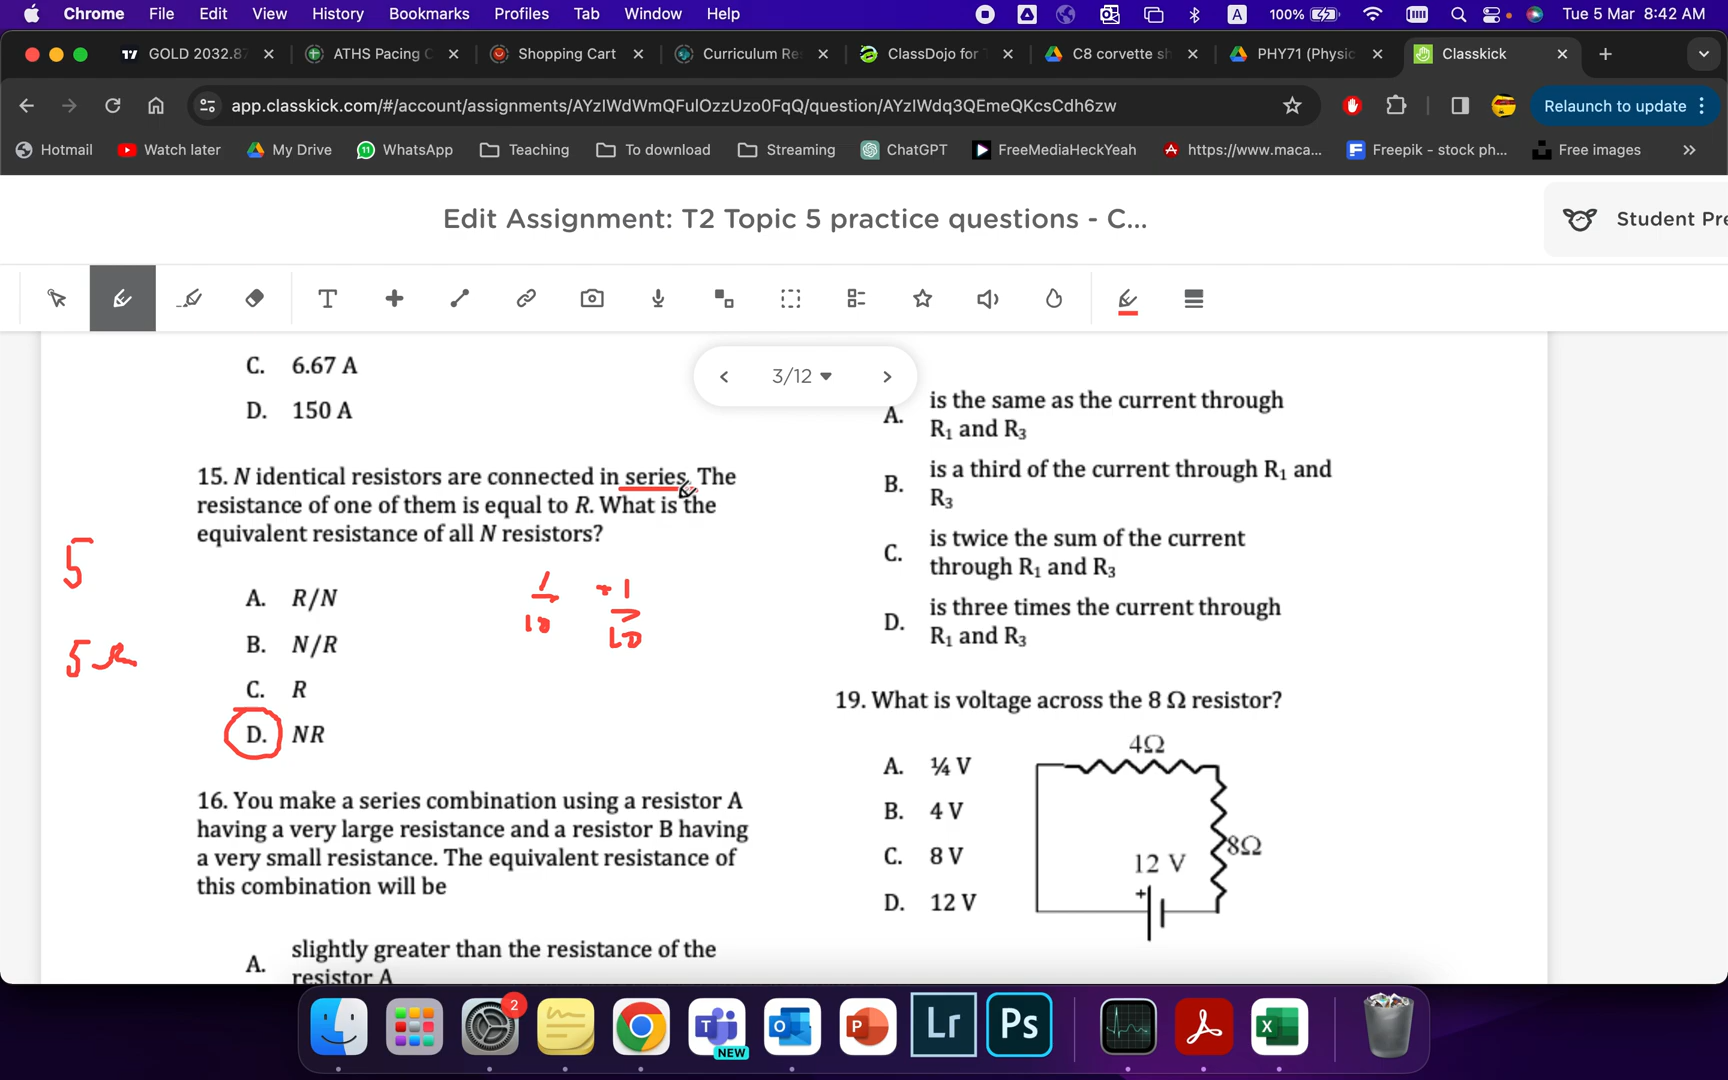 Chrome File Edit View History Bookmarks Profiles Tab Window Help A 100% Tue 5 Mar 8:42 AM
GOLD 2032.87 ATHS Pacing C Shopping Cart Curriculum Re ClassDojo for T C8 corvette sh PHY71 (Physic Classkick
app.classkick.com/#/account/assignments/AYzIWdWmQFulOzzUzo0FqQ/question/AYzIWdq3QEmeQKcsCdh6zw Relaunch to update
Hotmail Watch later My Drive 11 WhatsApp Teaching To download Streaming ChatGPT FreeMediaHeckYeah https://www.maca... Freepik - stock ph... Free images »
Edit Assignment: T2 Topic 5 practice questions - C...
Student Pre
T
3/12
C. 6.67 A
D. 150 A
15. N identical resistors are connected in series. The
resistance of one of them is equal to R. What is the
equivalent resistance of all N resistors?
A. R/N
B. N/R
C. R
D. NR
5
5R
1 + 1
10 10
16. You make a series combination using a resistor A
having a very large resistance and a resistor B having
a very small resistance. The equivalent resistance of
this combination will be
A. slightly greater than the resistance of the
resistor A
A. is the same as the current through
R₁ and R₃
B. is a third of the current through R₁ and
R₃
C. is twice the sum of the current
through R₁ and R₃
D. is three times the current through
R₁ and R₃
19. What is voltage across the 8 Ω resistor?
A. ¼ V
B. 4 V
C. 8 V
D. 12 V
4Ω
8Ω
12 V
+
2
NEW
Lr
Ps